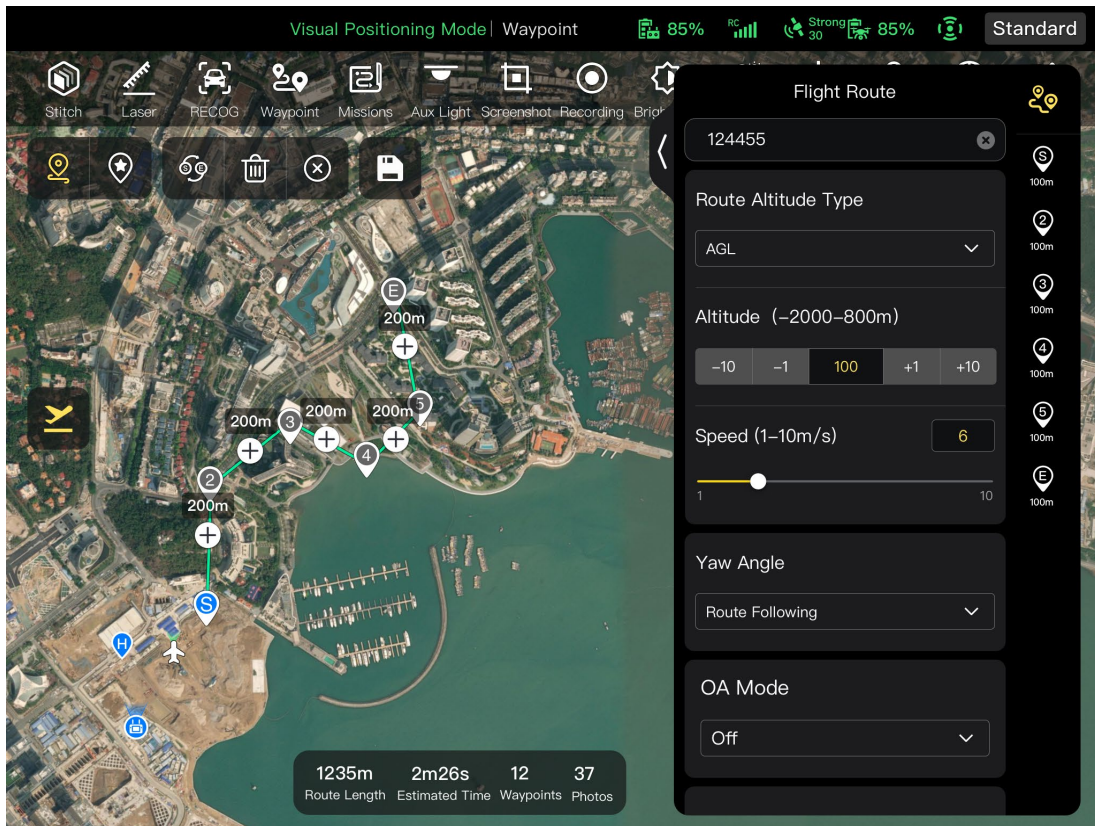 Visual Positioning Mode | Waypoint
85%
RC
Strong
30
85%
Standard
Stitch
Laser
RECOG
Waypoint
Missions
Aux Light
Screenshot
Recording
S E
Flight Route
124455
Route Altitude Type
AGL
Altitude (-2000-800m)
-10 -1 100 +1 +10
Speed (1-10m/s) 6
1 10
Yaw Angle
Route Following
OA Mode
Off
S
100m
2
100m
3
100m
4
100m
5
100m
E
100m
E
200m
5
200m
200m
3
200m
4
2
200m
S
H
1235m 2m26s 12 37
Route Length Estimated Time Waypoints Photos